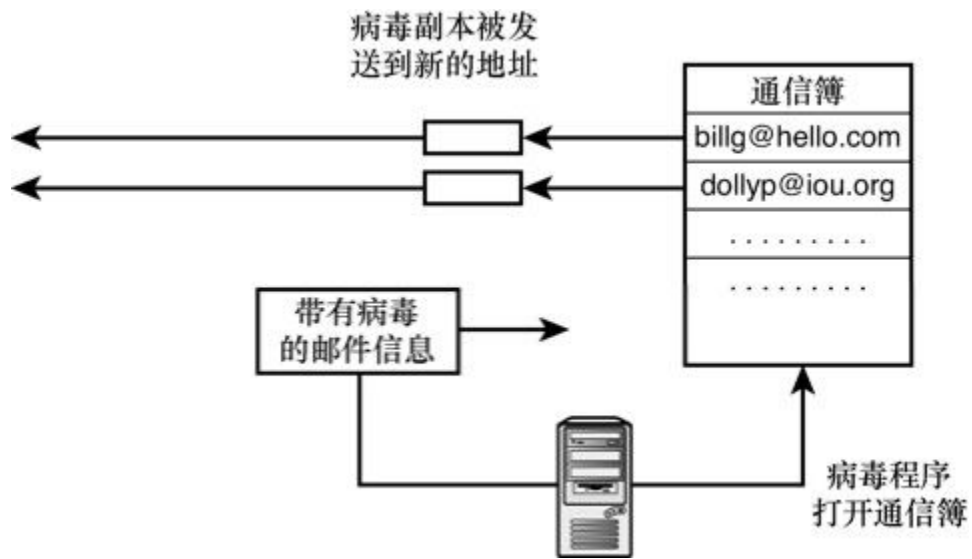 病毒副本被发
送到新的地址
通信簿
billg@hello.com
dollyp@iou.org
. . . . . . . . .
. . . . . . . . .
带有病毒
的邮件信息
病毒程序
打开通信簿